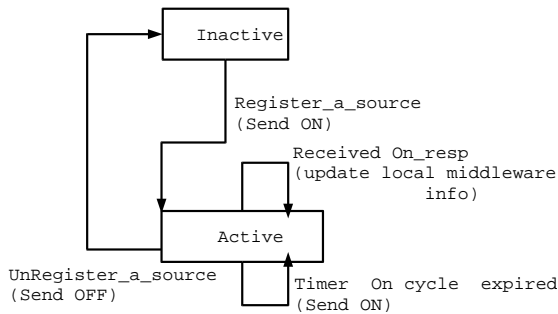 Inactive
Register_a_source
(Send ON)
Received On_resp
(update local middleware
info)
Active
UnRegister_a_source
(Send OFF)
Timer On cycle expired
(Send ON)